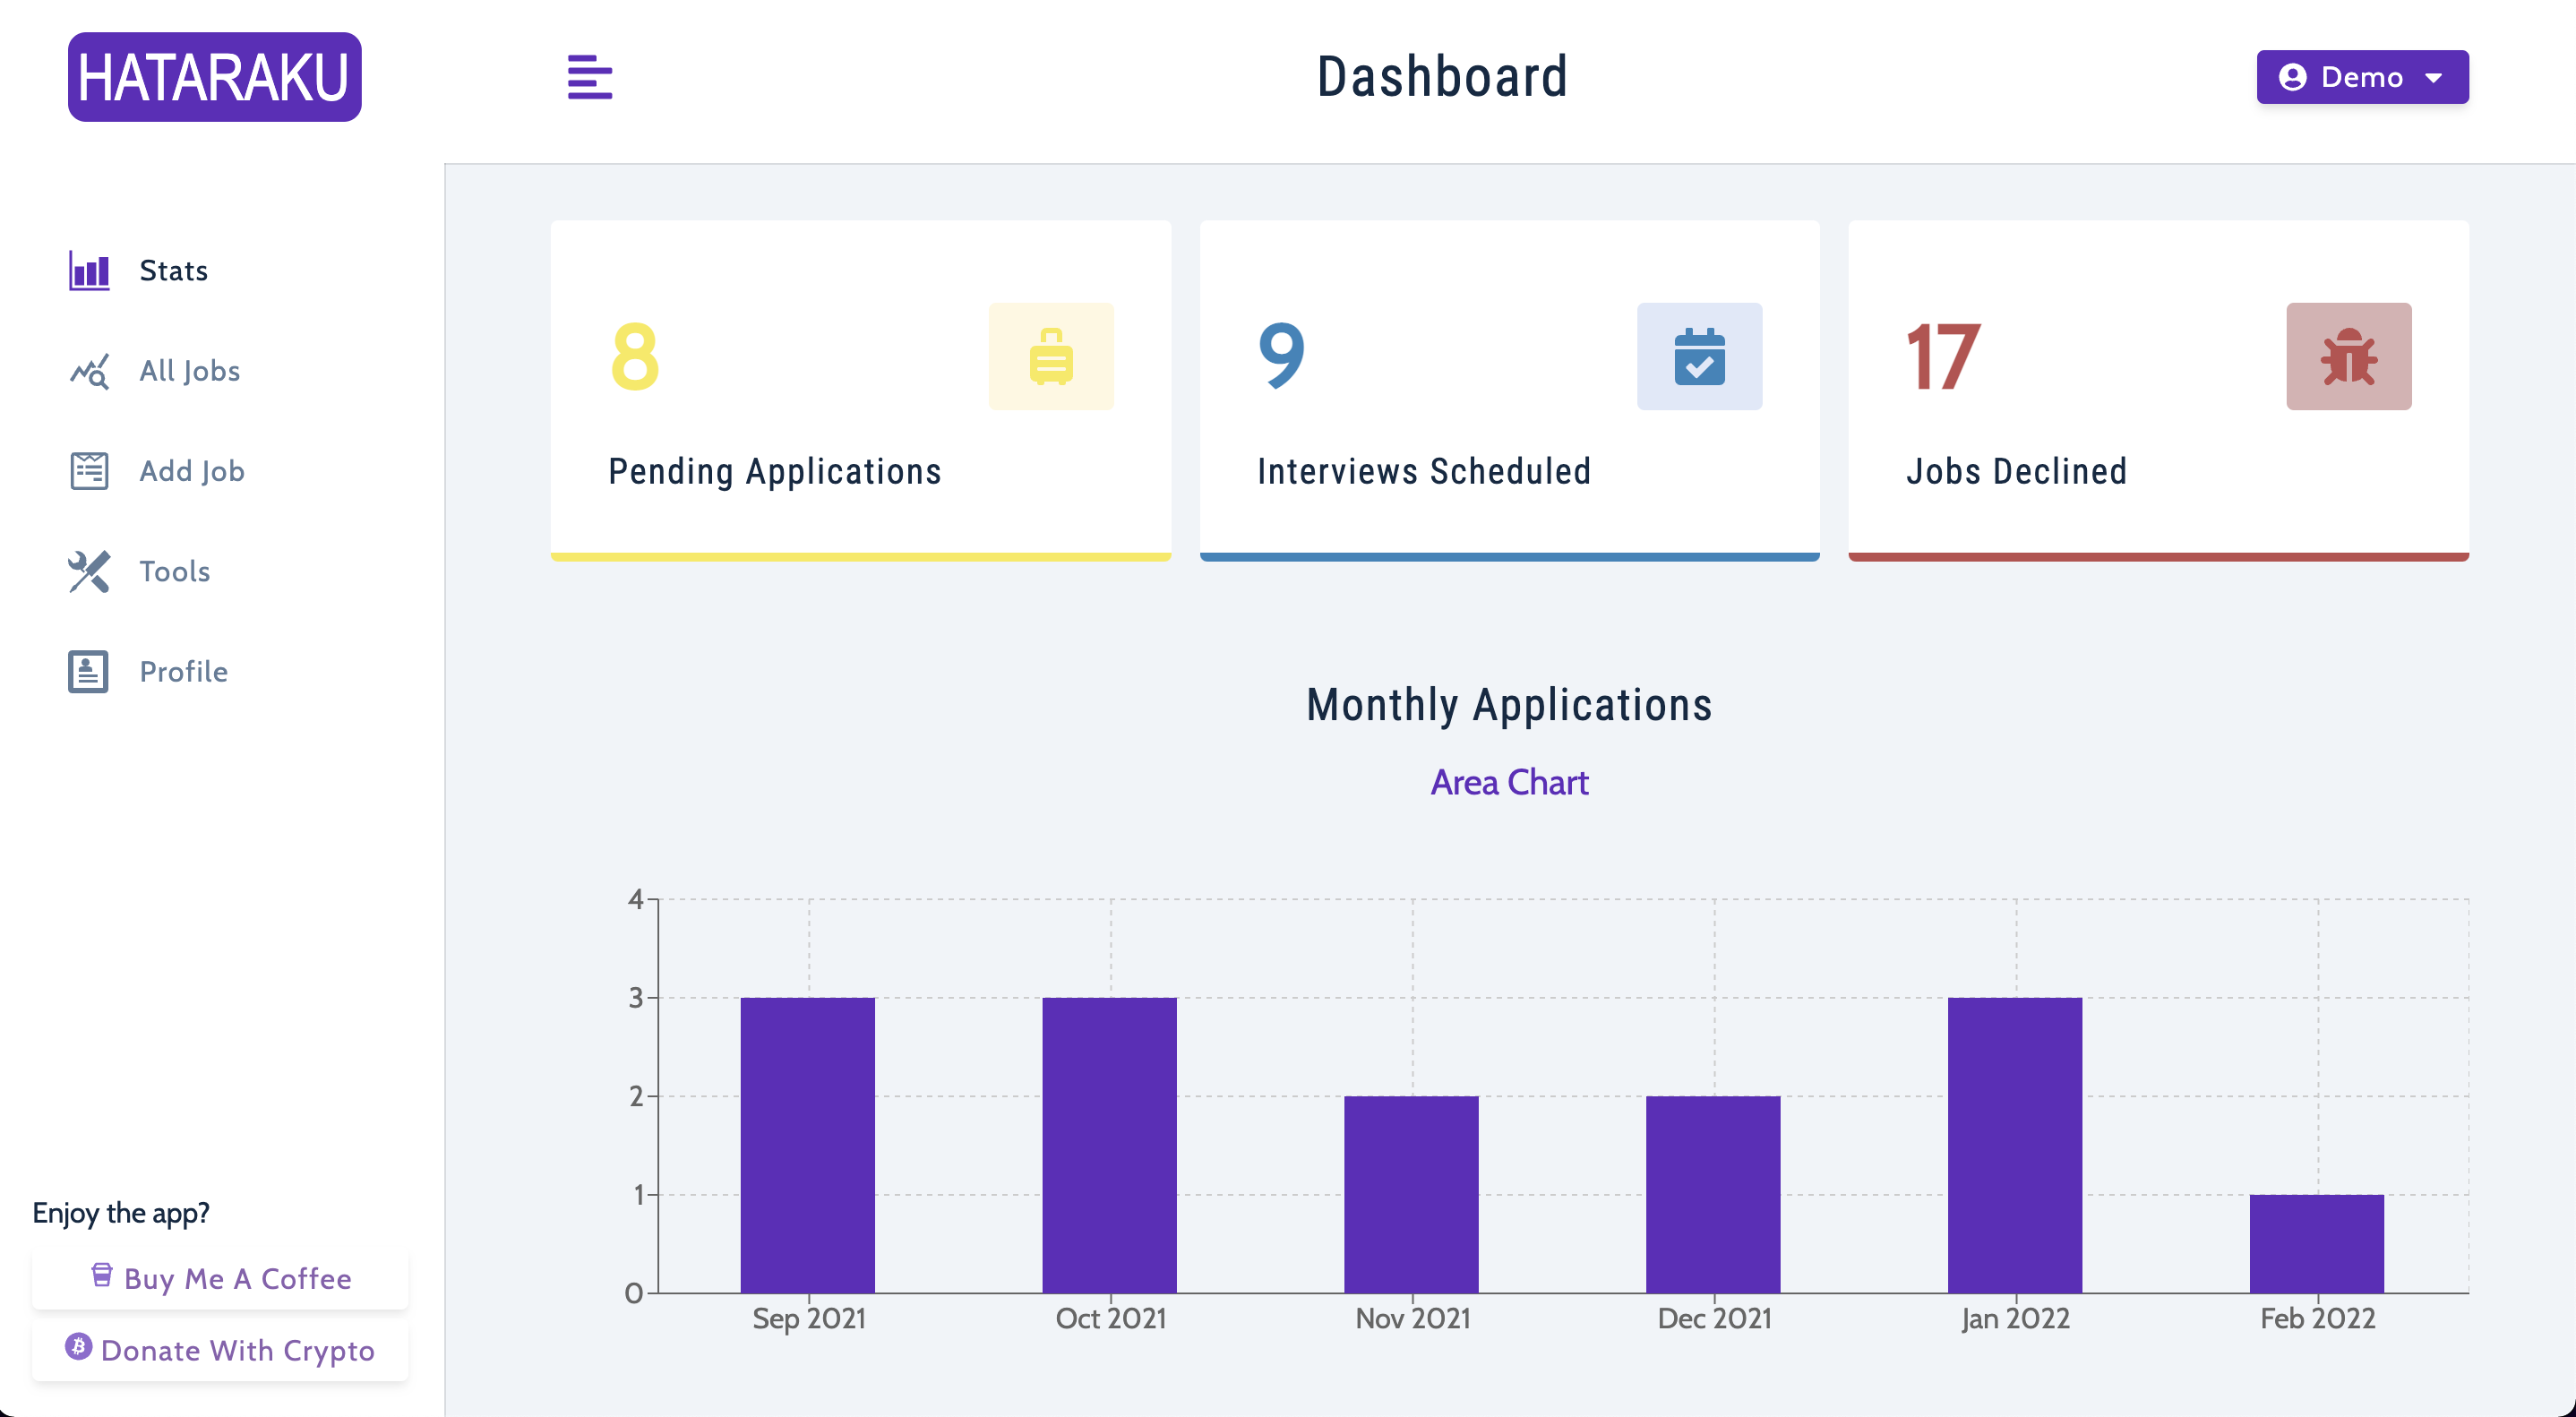 HATARAKU
Dashboard
Demo
Stats
All Jobs
Add Job
Tools
Profile
Enjoy the app?
Buy Me A Coffee
Donate With Crypto
8
Pending Applications
9
Interviews Scheduled
17
Jobs Declined
Monthly Applications
Area Chart
4
3
2
1
0
Sep 2021 Oct 2021 Nov 2021 Dec 2021 Jan 2022 Feb 2022